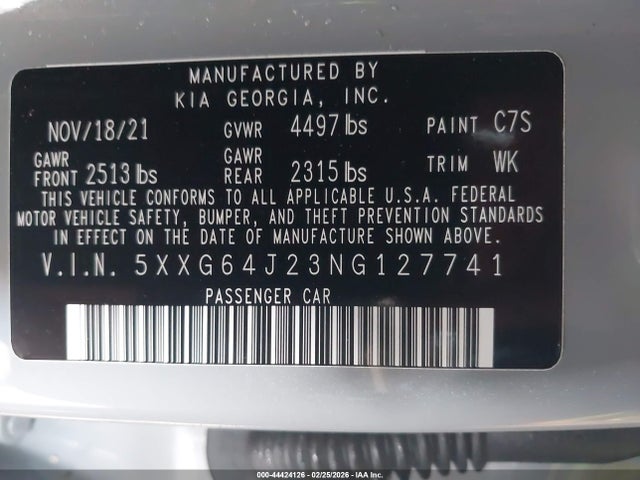 MANUFACTURED BY
KIA GEORGIA, INC.
NOV/18/21 GVWR 4497 lbs PAINT C7S
GAWR FRONT 2513 lbs GAWR REAR 2315 lbs TRIM WK
THIS VEHICLE CONFORMS TO ALL APPLICABLE U.S.A. FEDERAL
MOTOR VEHICLE SAFETY, BUMPER, AND THEFT PREVENTION STANDARDS
IN EFFECT ON THE DATE OF MANUFACTURE SHOWN ABOVE.
V.I.N. 5XXG64J23NG127741
PASSENGER CAR
000-44424126 - 02/25/2026 - IAA Inc.